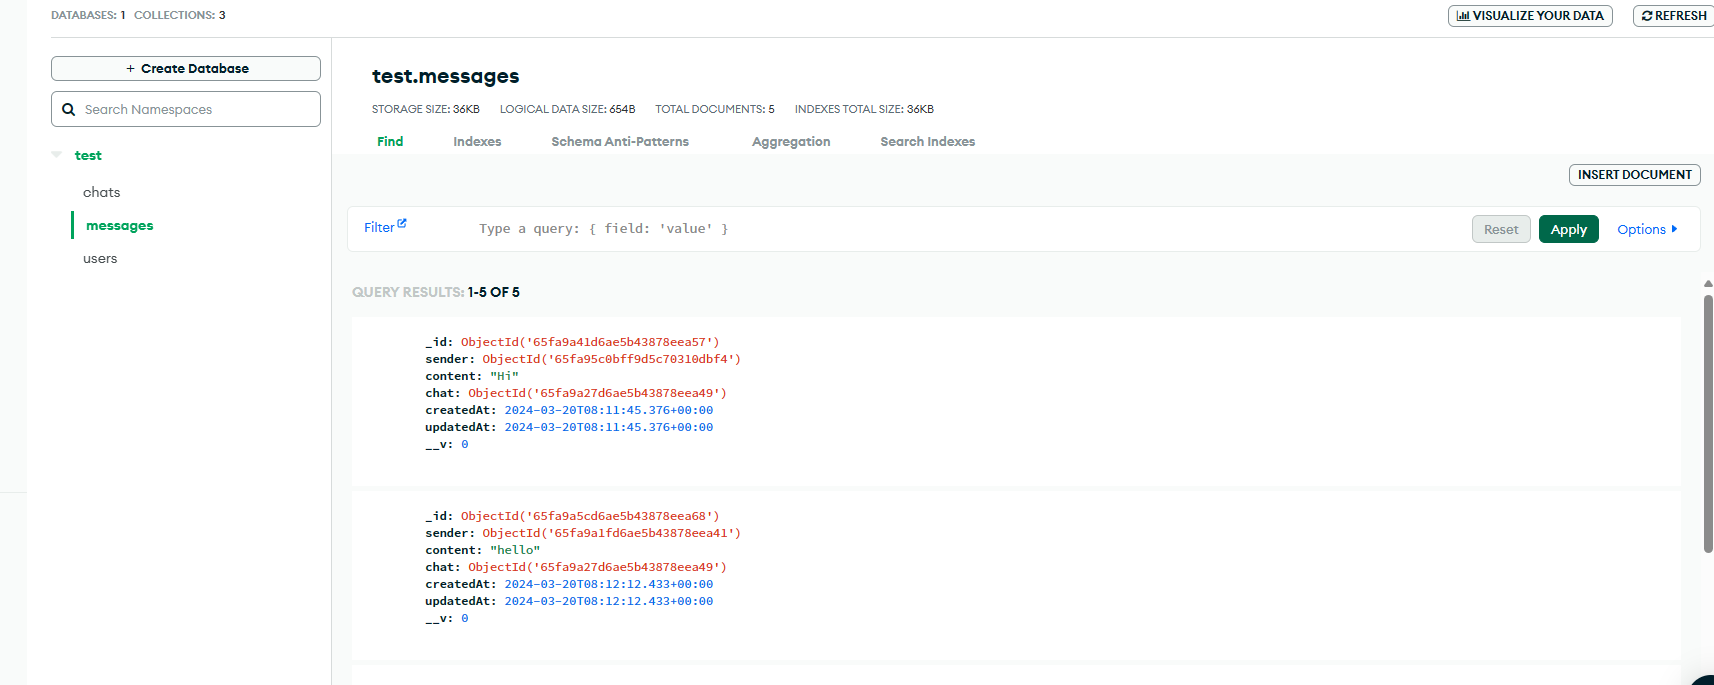 DATABASES: 1 COLLECTIONS: 3
VISUALIZE YOUR DATA
REFRESH
+ Create Database
Search Namespaces
test
chats
messages
users
test.messages
STORAGE SIZE: 36KB LOGICAL DATA SIZE: 654B TOTAL DOCUMENTS: 5 INDEXES TOTAL SIZE: 36KB
Find Indexes Schema Anti-Patterns Aggregation Search Indexes
INSERT DOCUMENT
Filter Type a query: { field: 'value' } Reset Apply Options
QUERY RESULTS: 1-5 OF 5
_id: ObjectId('65fa9a41d6ae5b43878eea57')
sender: ObjectId('65fa95c0bff9d5c70310dbf4')
content: "Hi"
chat: ObjectId('65fa9a27d6ae5b43878eea49')
createdAt: 2024-03-20T08:11:45.376+00:00
updatedAt: 2024-03-20T08:11:45.376+00:00
__v: 0
_id: ObjectId('65fa9a5cd6ae5b43878eea68')
sender: ObjectId('65fa9a1fd6ae5b43878eea41')
content: "hello"
chat: ObjectId('65fa9a27d6ae5b43878eea49')
createdAt: 2024-03-20T08:12:12.433+00:00
updatedAt: 2024-03-20T08:12:12.433+00:00
__v: 0